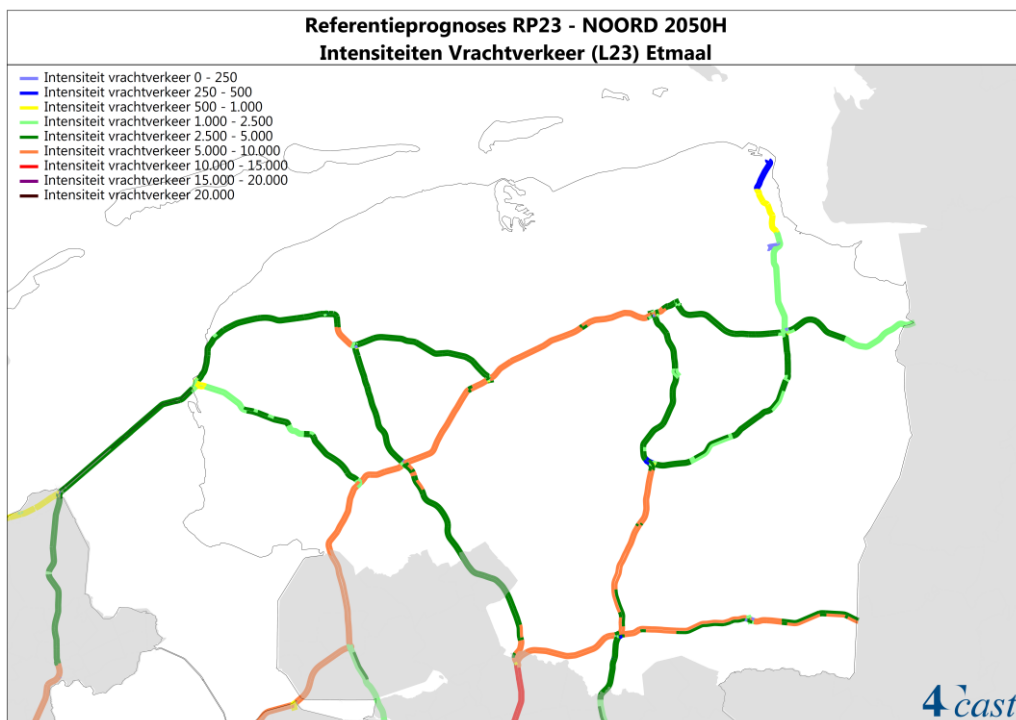 Referentieprognoses RP23 - NOORD 2050H
Intensiteiten Vrachtverkeer (L23) Etmaal
Intensiteit vrachtverkeer 0 - 250
Intensiteit vrachtverkeer 250 - 500
Intensiteit vrachtverkeer 500 - 1.000
Intensiteit vrachtverkeer 1.000 - 2.500
Intensiteit vrachtverkeer 2.500 - 5.000
Intensiteit vrachtverkeer 5.000 - 10.000
Intensiteit vrachtverkeer 10.000 - 15.000
Intensiteit vrachtverkeer 15.000 - 20.000
Intensiteit vrachtverkeer 20.000
4cast